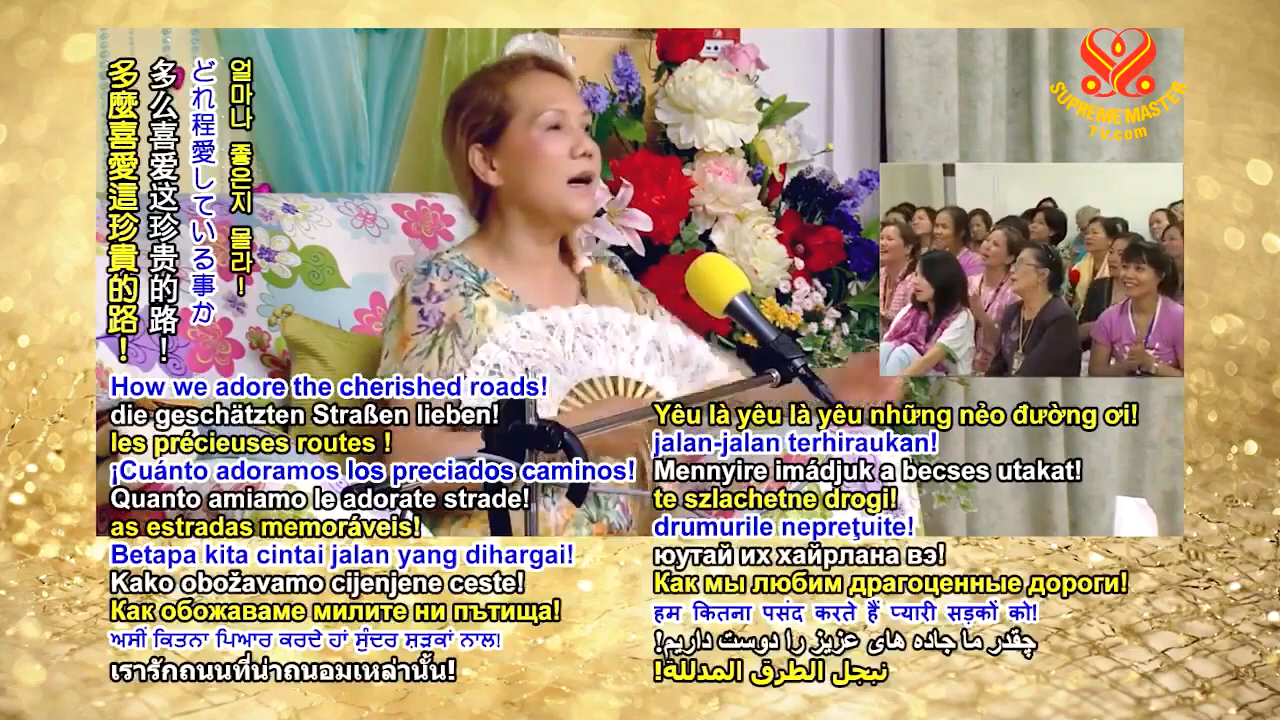 多麼喜愛這珍貴的路！
多么喜爱这珍贵的路！
どれ程愛している事か
얼마나 좋은지 몰라!
SUPREME MASTER
TV.com
How we adore the cherished roads!
die geschätzten Straßen lieben!
les précieuses routes !
¡Cuánto adoramos los preciados caminos!
Quanto amiamo le adorate strade!
as estradas memoráveis!
Betapa kita cintai jalan yang dihargai!
Kako obožavamo cijenjene ceste!
Как обожаваме милите ни пътища!
ਅਸੀਂ ਕਿਤਨਾ ਪਿਆਰ ਕਰਦੇ ਹਾਂ ਸੁੰਦਰ ਸ਼ੜਕਾਂ ਨਾਲ!
เรารักถนนที่น่าถนอมเหล่านั้น!
Yêu là yêu là yêu những nẻo đường ơi!
jalan-jalan terhiraukan!
Mennyire imádjuk a becses utakat!
te szlachetne drogi!
drumurile nepreţuite!
юутай их хайрлана вэ!
Как мы любим драгоценные дороги!
हम कितना पसंद करते हैं प्यारी सड़कों को!
چقدر ما جاده های عزیز را دوست داریم!
نبجل الطرق المدللة!